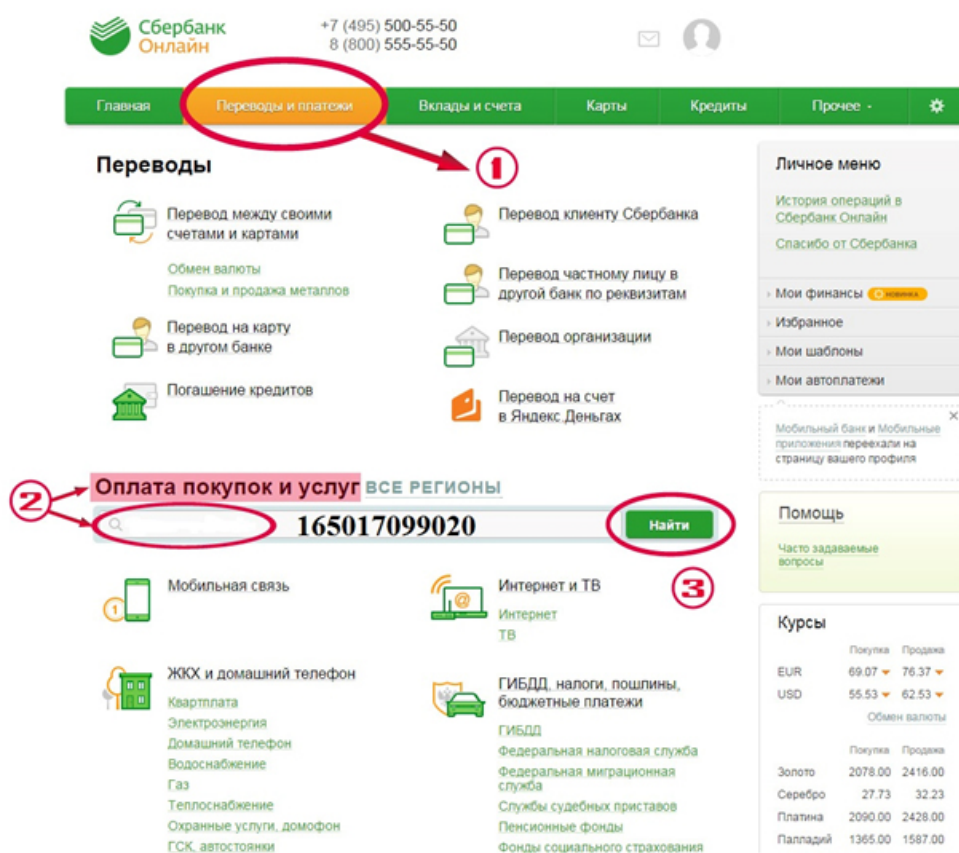 Сбербанк
Онлайн
+7 (495) 500-55-50
8 (800) 555-55-50
Главная
Переводы и платежи
Вклады и счета
Карты
Кредиты
Прочее
1
Переводы
Перевод между своими
счетами и картами
Обмен валюты
Покупка и продажа металлов
Перевод на карту
в другом банке
Погашение кредитов
Перевод клиенту Сбербанка
Перевод частному лицу в
другой банк по реквизитам
Перевод организации
Перевод на счет
в Яндекс.Деньгах
2
Оплата покупок и услуг ВСЕ РЕГИОНЫ
165017099020
Найти
3
Мобильная связь
ЖКХ и домашний телефон
Квартплата
Электроэнергия
Домашний телефон
Водоснабжение
Газ
Теплоснабжение
Охранные услуги, домофон
ГСК, автостоянки
Интернет и ТВ
Интернет
ТВ
ГИБДД, налоги, пошлины,
бюджетные платежи
ГИБДД
Федеральная налоговая служба
Федеральная миграционная
служба
Службы судебных приставов
Пенсионные фонды
Фонды социального страхования
Личное меню
История операций в
Сбербанк Онлайн
Спасибо от Сбербанка
Мои финансы НОВИНКА
Избранное
Мои шаблоны
Мои автоплатежи
Мобильный банк и Мобильные
приложения переехали на
страницу вашего профиля
Помощь
Часто задаваемые
вопросы
Курсы
Покупка Продажа
EUR 69.07 76.37
USD 55.53 62.53
Обмен валюты
Покупка Продажа
Золото 2078.00 2416.00
Серебро 27.73 32.23
Платина 2090.00 2428.00
Палладий 1365.00 1587.00